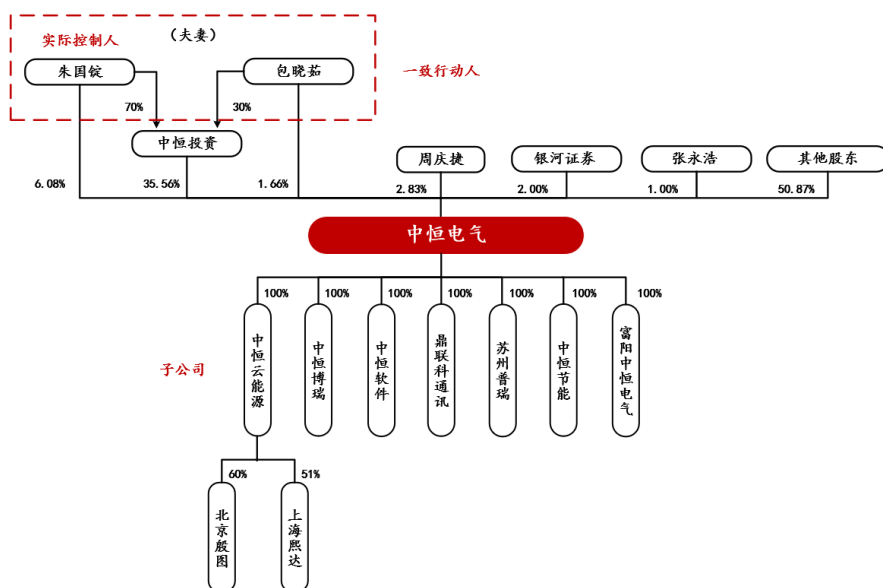 （夫妻）
实际控制人
朱国锭
包晓茹
一致行动人
70%
30%
中恒投资
周庆捷
银河证券
张永浩
其他股东
6.08%
35.56%
1.66%
2.83%
2.00%
1.00%
50.87%
中恒电气
100%
100%
100%
100%
100%
100%
100%
子公司
中恒云能源
中恒博瑞
中恒软件
鼎联科通讯
苏州普瑞
中恒节能
富阳中恒电气
60%
51%
北京殷图
上海熙达